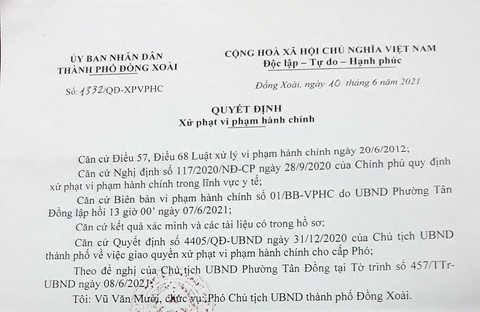 ỦY BAN NHÂN DÂN
THÀNH PHỐ ĐỒNG XOÀI
Số: 1332/QĐ-XPVPHC
CỘNG HOÀ XÃ HỘI CHỦ NGHĨA VIỆT NAM
Độc lập – Tự do – Hạnh phúc
Đồng Xoài, ngày 10 tháng 6 năm 2021
QUYẾT ĐỊNH
Xử phạt vi phạm hành chính
Căn cứ Điều 57, Điều 68 Luật xử lý vi phạm hành chính ngày 20/6/2012;
Căn cứ Nghị định số 117/2020/NĐ-CP ngày 28/9/2020 của Chính phủ quy định
xử phạt vi phạm hành chính trong lĩnh vực y tế;
Căn cứ Biên bản vi phạm hành chính số 01/BB-VPHC do UBND Phường Tân
Đồng lập hồi 13 giờ 00' ngày 07/6/2021;
Căn cứ kết quả xác minh và các tài liệu có trong hồ sơ;
Căn cứ Quyết định số 4405/QĐ-UBND ngày 31/12/2020 của Chủ tịch UBND
thành phố về việc giao quyền xử phạt vi phạm hành chính cho cấp Phó;
Theo đề nghị của Chủ tịch UBND Phường Tân Đồng tại Tờ trình số 457/TTr-
UBND ngày 08/6/2021;
Tôi: Vũ Văn Mười, chức vụ: Phó Chủ tịch UBND thành phố Đồng Xoài.